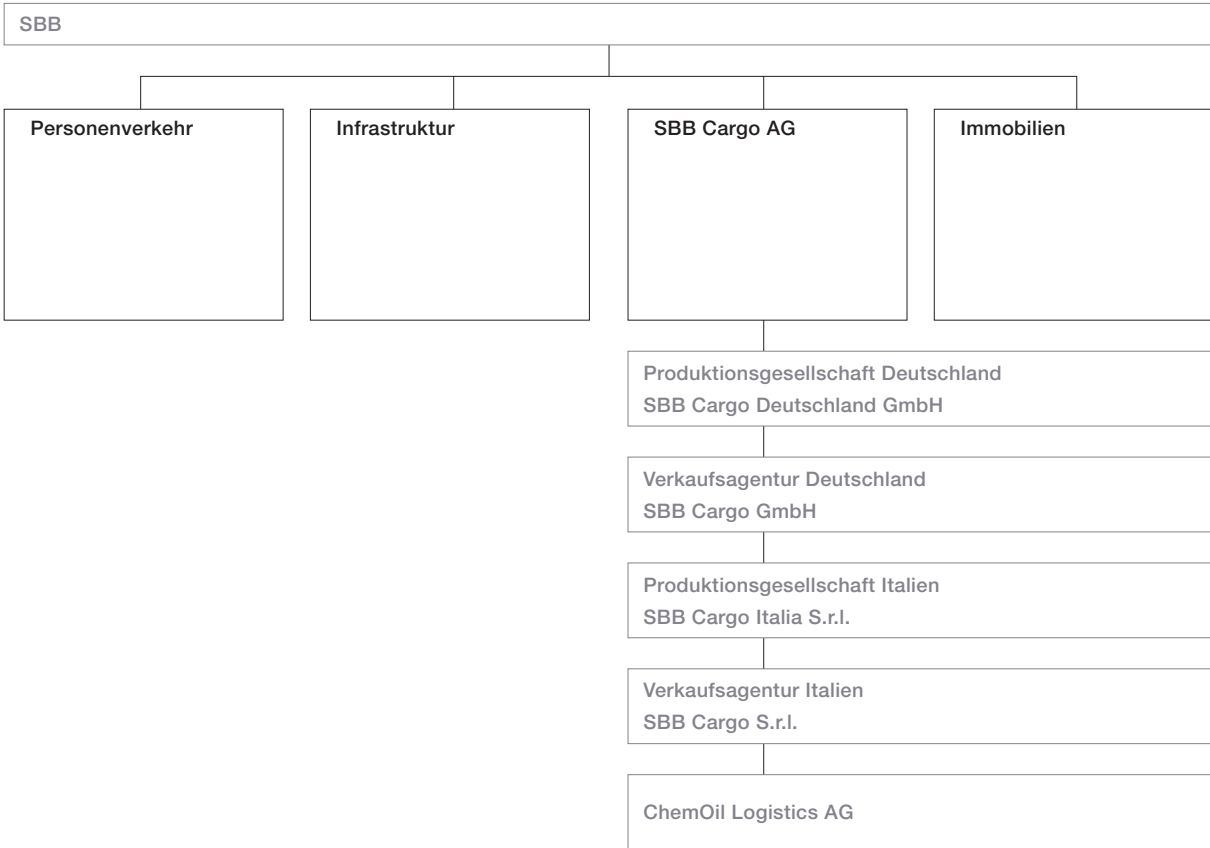 SBB
Personenverkehr
Infrastruktur
SBB Cargo AG
Immobilien
Produktionsgesellschaft Deutschland
SBB Cargo Deutschland GmbH
Verkaufsagentur Deutschland
SBB Cargo GmbH
Produktionsgesellschaft Italien
SBB Cargo Italia S.r.l.
Verkaufsagentur Italien
SBB Cargo S.r.l.
ChemOil Logistics AG